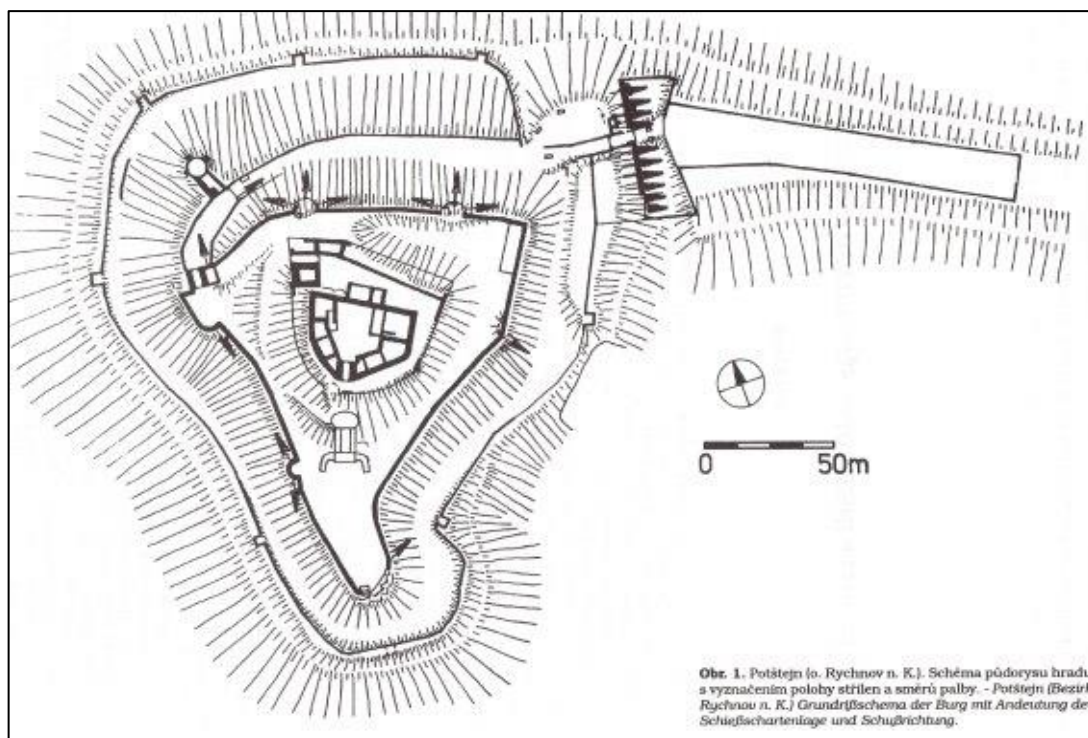 0 50m
Obr. 1. Potštejn (o. Rychnov n. K.). Schéma půdorysu hradu
s vyznačením polohy střílen a směrů palby. - Potštejn (Bezirk
Rychnov n. K.) Grundrißschema der Burg mit Andeutung de
Schießschartenlage und Schußrichtung.